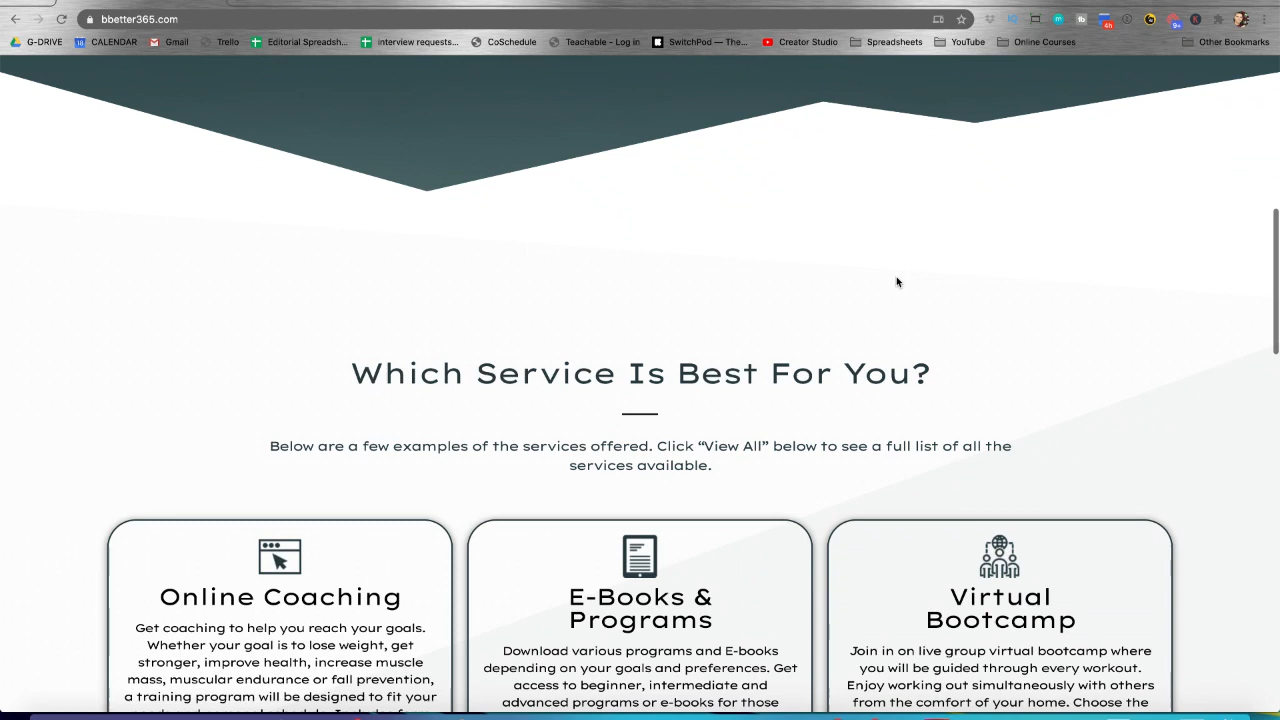 bbetter365.com
G-DRIVE CALENDAR Gmail Trello Editorial Spreadsh... interview requests... CoSchedule Teachable – Log in SwitchPod — The... Creator Studio Spreadsheets YouTube Online Courses Other Bookmarks
Which Service Is Best For You?
Below are a few examples of the services offered. Click “View All” below to see a full list of all the
services available.
Online Coaching
Get coaching to help you reach your goals.
Whether your goal is to lose weight, get
stronger, improve health, increase muscle
mass, muscular endurance or fall prevention,
a training program will be designed to fit your
E-Books &
Programs
Download various programs and E-books
depending on your goals and preferences. Get
access to beginner, intermediate and
advanced programs or e-books for those
Virtual
Bootcamp
Join in on live group virtual bootcamp where
you will be guided through every workout.
Enjoy working out simultaneously with others
from the comfort of your home. Choose the